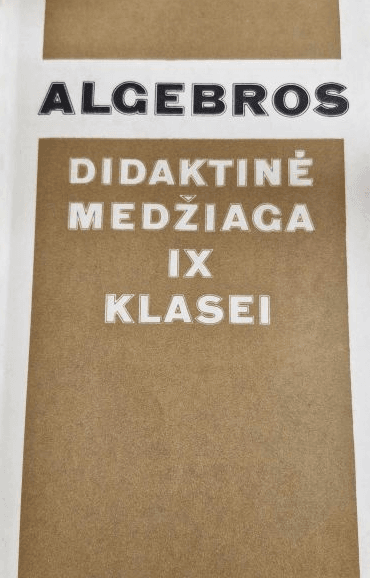 ALGEBROS
DIDAKTINĖ
MEDŽIAGA
IX
KLASEI